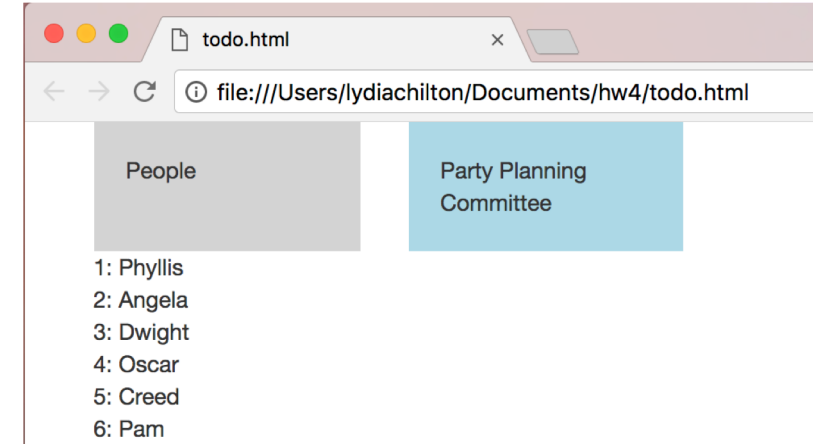 todo.html
file:///Users/lydiachilton/Documents/hw4/todo.html
People
Party Planning
Committee
1: Phyllis
2: Angela
3: Dwight
4: Oscar
5: Creed
6: Pam